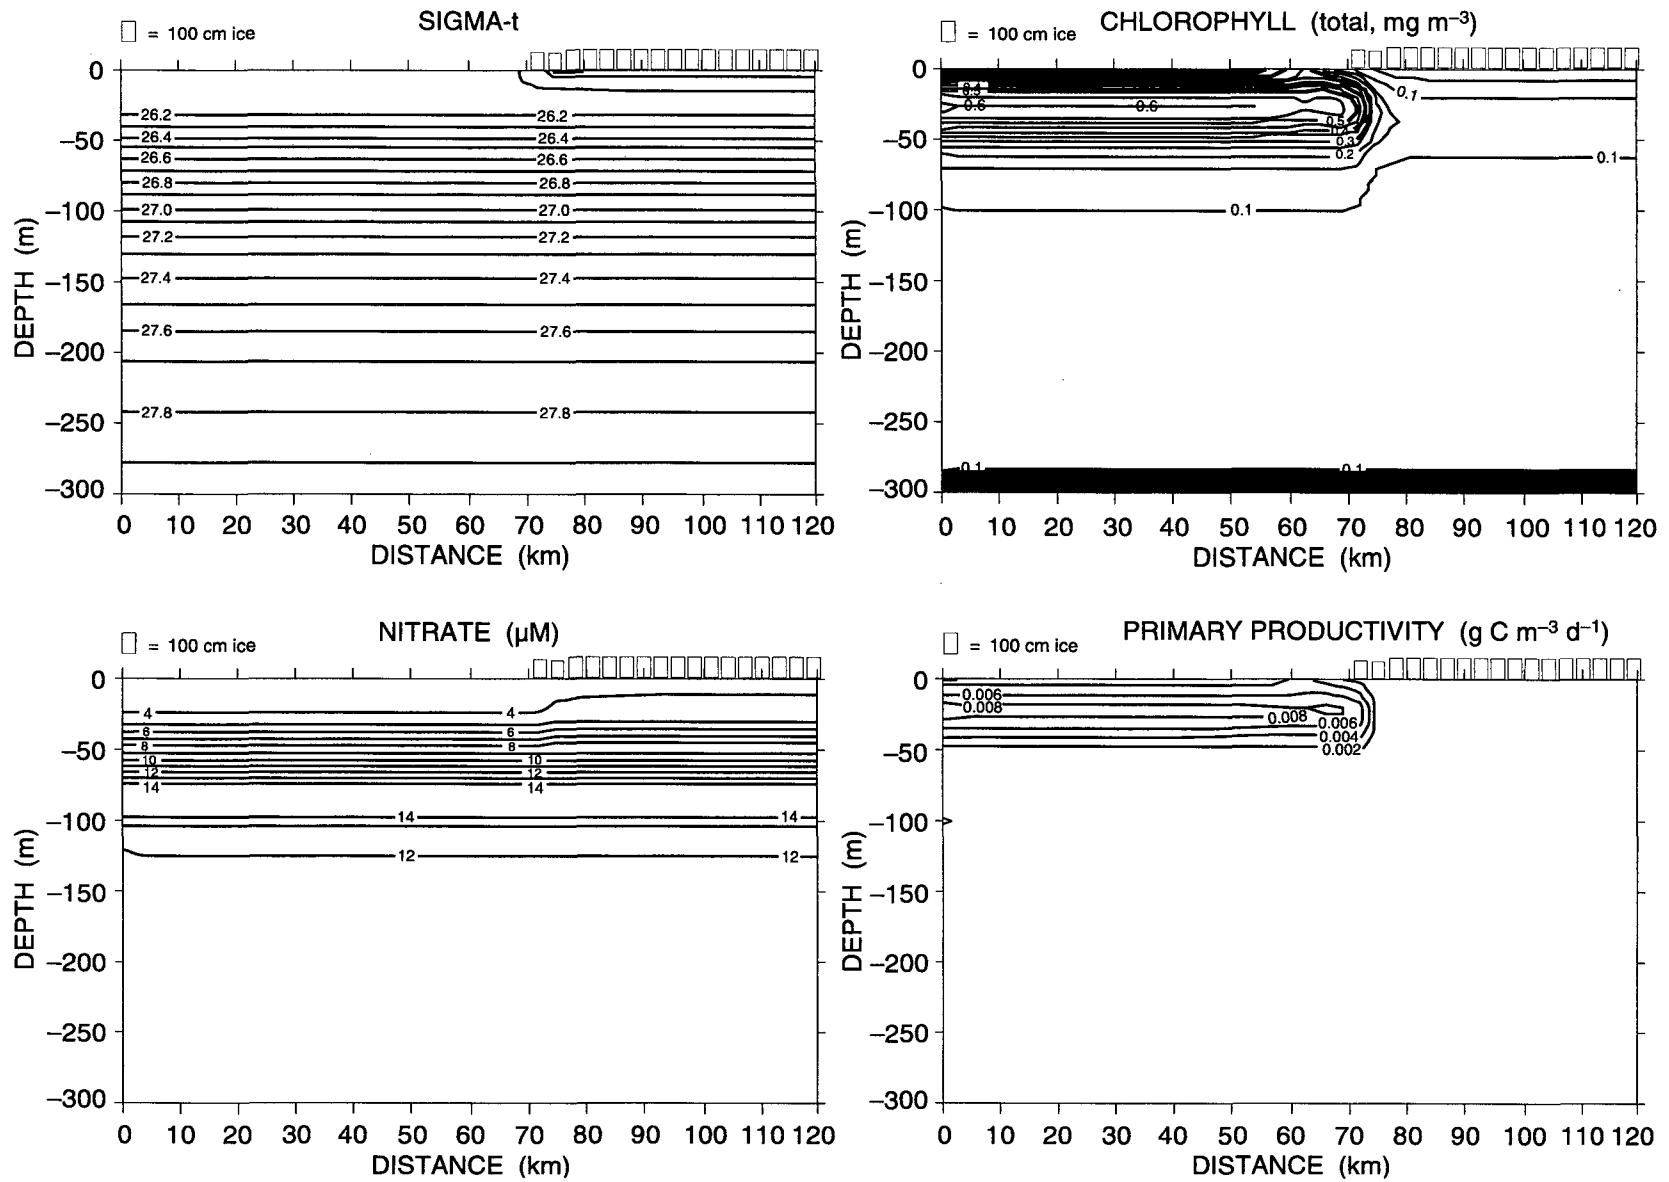 SIGMA-t
= 100 cm ice
0
–50
–100
–150
–200
–250
–300
DEPTH (m)
26.2 26.2
26.4 26.4
26.6 26.6
26.8 26.8
27.0 27.0
27.2 27.2
27.4 27.4
27.6 27.6
27.8 27.8
0 10 20 30 40 50 60 70 80 90 100 110 120
DISTANCE (km)
CHLOROPHYLL (total, mg m–3)
= 100 cm ice
0
–50
–100
–150
–200
–250
–300
DEPTH (m)
0.1
0.6 0.6
0.5
0.4
0.3
0.2
0.1
0.1
0.1 0.1
0 10 20 30 40 50 60 70 80 90 100 110 120
DISTANCE (km)
NITRATE (µM)
= 100 cm ice
0
–50
–100
–150
–200
–250
–300
DEPTH (m)
4 4
6 6
8 8
10 10
12 12
14 14
14 14
12 12
0 10 20 30 40 50 60 70 80 90 100 110 120
DISTANCE (km)
PRIMARY PRODUCTIVITY (g C m–3 d–1)
= 100 cm ice
0
–50
–100
–150
–200
–250
–300
DEPTH (m)
0.006
0.008
0.008 0.006
0.004
0.002
0 10 20 30 40 50 60 70 80 90 100 110 120
DISTANCE (km)